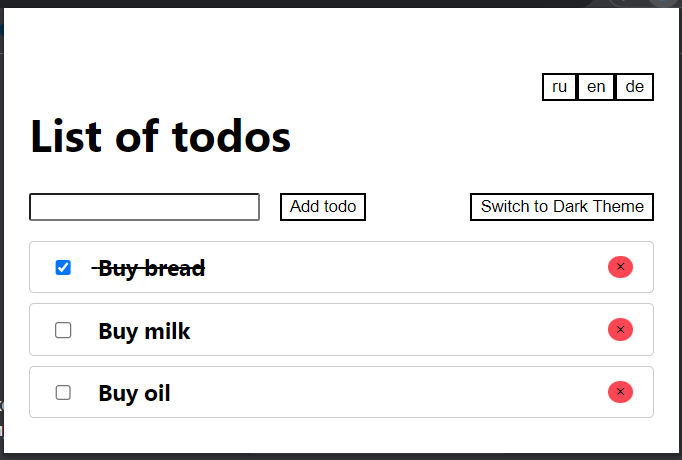 ru en de
List of todos
Add todo Switch to Dark Theme
Buy bread
Buy milk
Buy oil